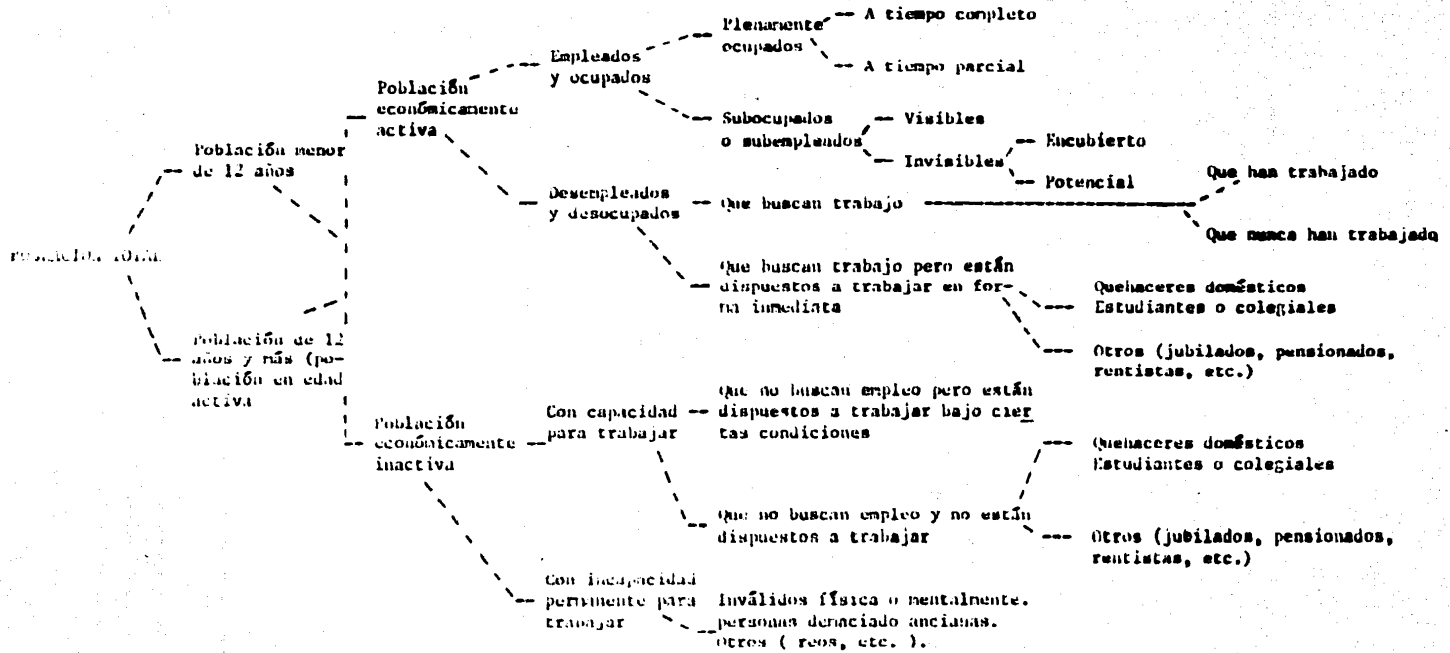 Población menor
de 12 años
Población de 12
años y más (po-
blación en edad
activa
Población
económicamente
activa
Empleados
y ocupados
Plenamente
ocupados
A tiempo completo
A tiempo parcial
Subocupados
o subempleados
Visibles
Invisibles
Encubierto
Potencial
Desempleados
y desocupados
Que buscan trabajo
Que han trabajado
Que nunca han trabajado
Que buscan trabajo pero están
dispuestos a trabajar en for-
ma inmediata
Quehaceres domésticos
Estudiantes o colegiales
Otros (jubilados, pensionados,
rentistas, etc.)
Población
económicamente
inactiva
Con capacidad
para trabajar
Que no buscan empleo pero están
dispuestos a trabajar bajo cier
tas condiciones
Que no buscan empleo y no están
dispuestos a trabajar
Quehaceres domésticos
Estudiantes o colegiales
Otros (jubilados, pensionados,
rentistas, etc.)
Con incapacidad
permanente para
trabajar
Inválidos física o mentalmente.
personas demaciado ancianas.
Otros ( reos, etc. ).